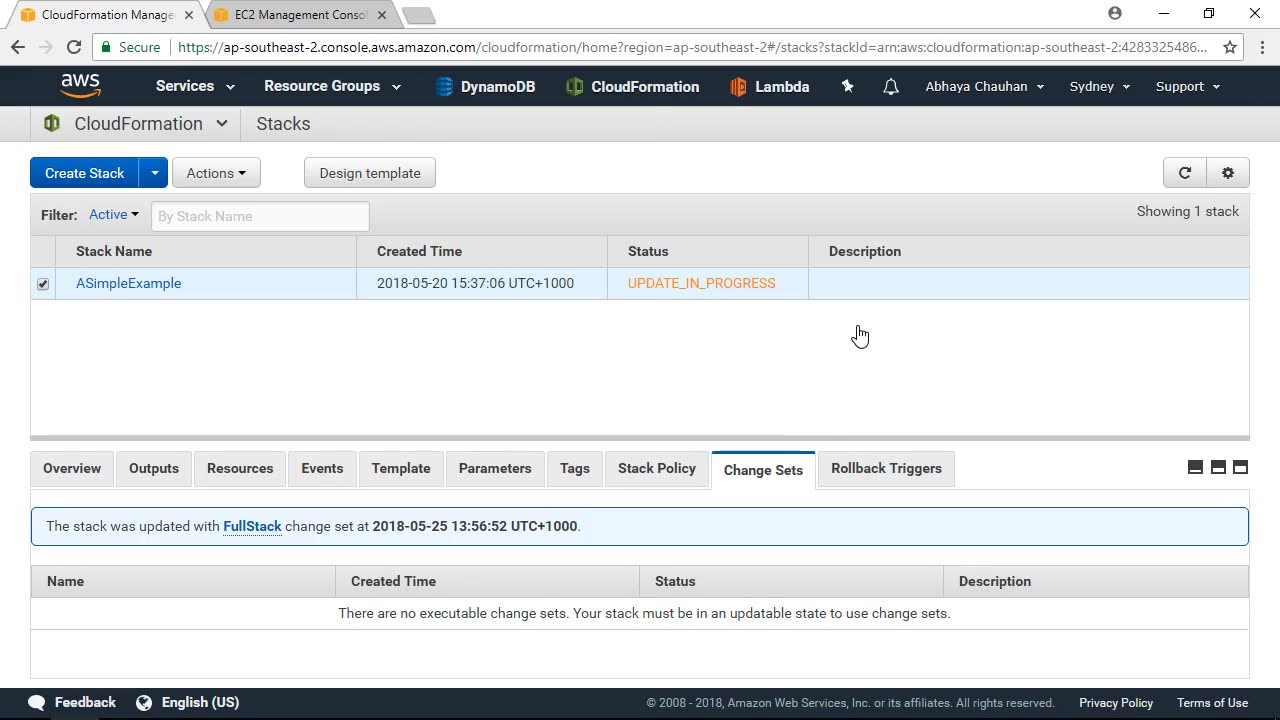 CloudFormation Manage
EC2 Management Consol
Secure https://ap-southeast-2.console.aws.amazon.com/cloudformation/home?region=ap-southeast-2#/stacks?stackId=arn:aws:cloudformation:ap-southeast-2:4283325486...
aws Services Resource Groups DynamoDB CloudFormation Lambda Abhaya Chauhan Sydney Support
CloudFormation Stacks
Create Stack Actions Design template
Filter: Active By Stack Name Showing 1 stack
Stack Name Created Time Status Description
ASimpleExample 2018-05-20 15:37:06 UTC+1000 UPDATE_IN_PROGRESS
Overview Outputs Resources Events Template Parameters Tags Stack Policy Change Sets Rollback Triggers
The stack was updated with FullStack change set at 2018-05-25 13:56:52 UTC+1000.
Name Created Time Status Description
There are no executable change sets. Your stack must be in an updatable state to use change sets.
Feedback English (US) © 2008 - 2018, Amazon Web Services, Inc. or its affiliates. All rights reserved. Privacy Policy Terms of Use